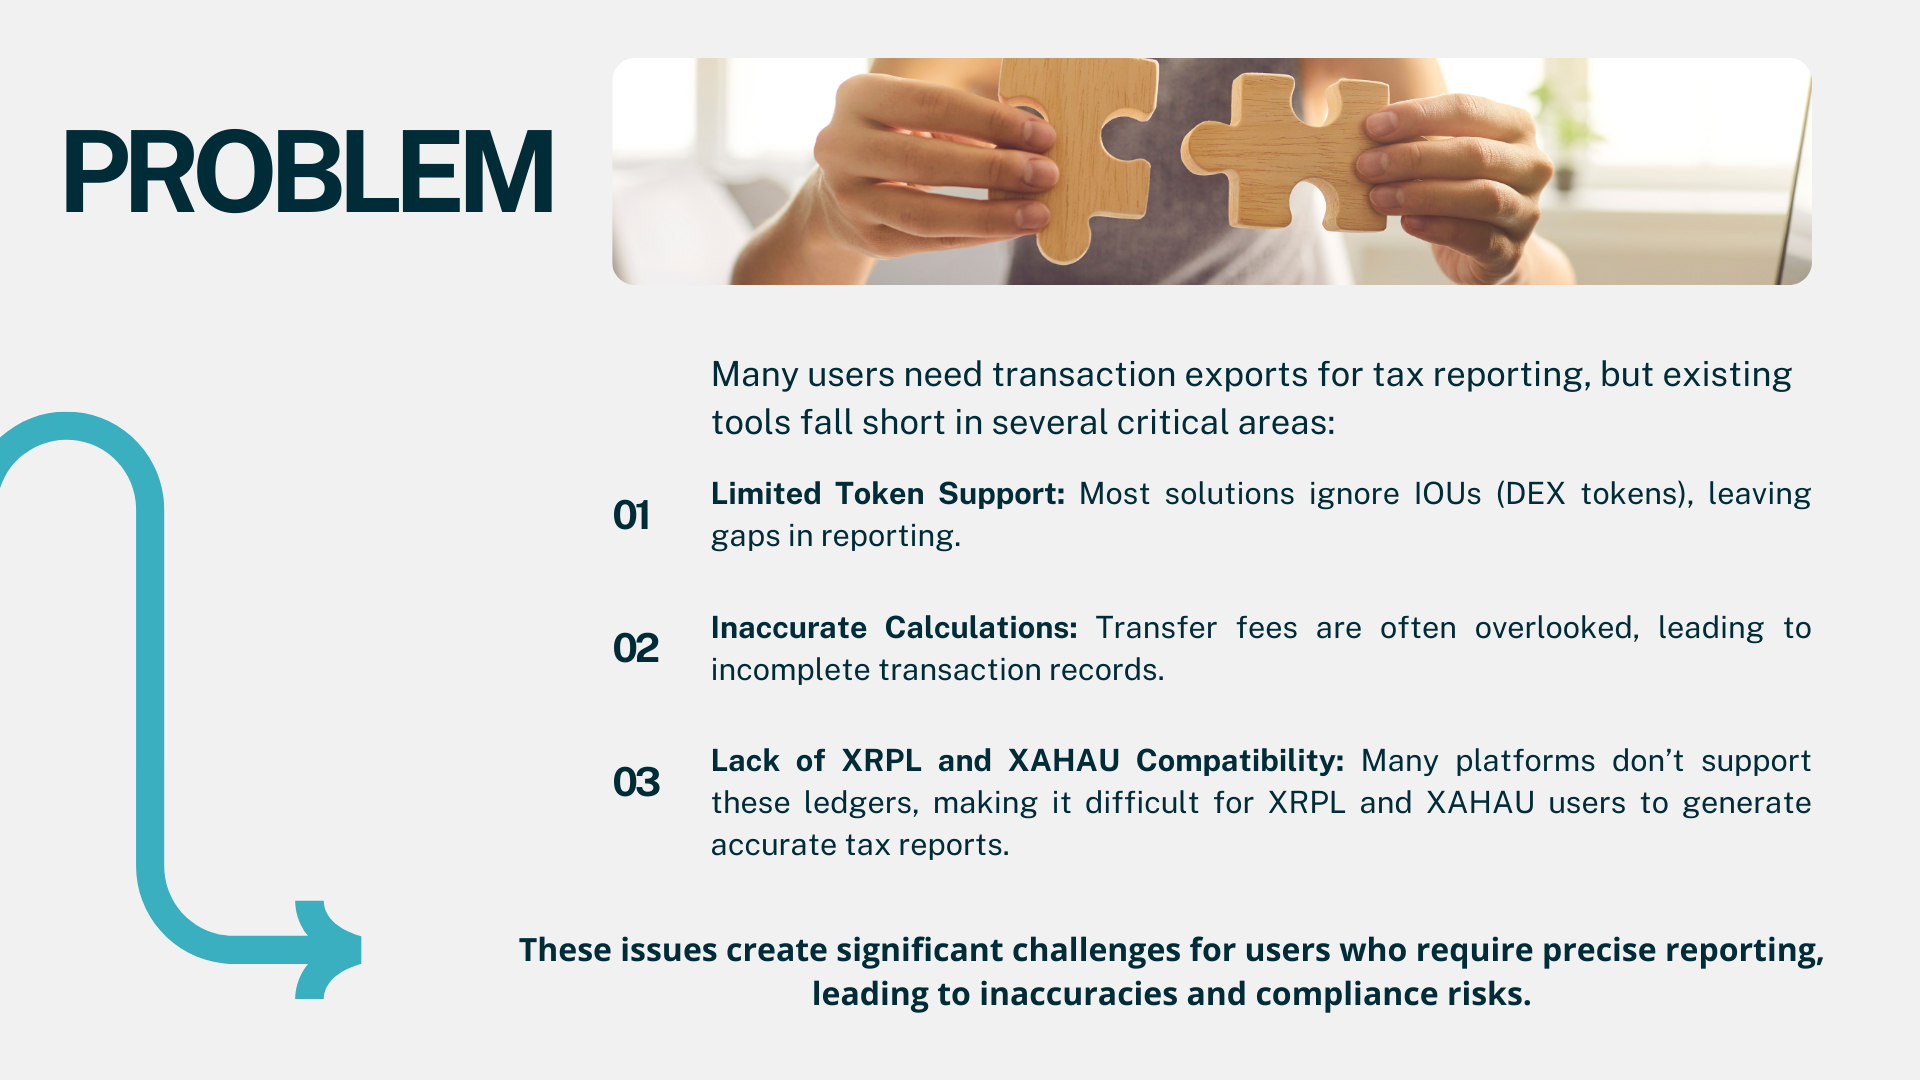 PROBLEM
Many users need transaction exports for tax reporting, but existing
tools fall short in several critical areas:
01
Limited Token Support: Most solutions ignore IOUs (DEX tokens), leaving
gaps in reporting.
02
Inaccurate Calculations: Transfer fees are often overlooked, leading to
incomplete transaction records.
03
Lack of XRPL and XAHAU Compatibility: Many platforms don’t support
these ledgers, making it difficult for XRPL and XAHAU users to generate
accurate tax reports.
These issues create significant challenges for users who require precise reporting,
leading to inaccuracies and compliance risks.